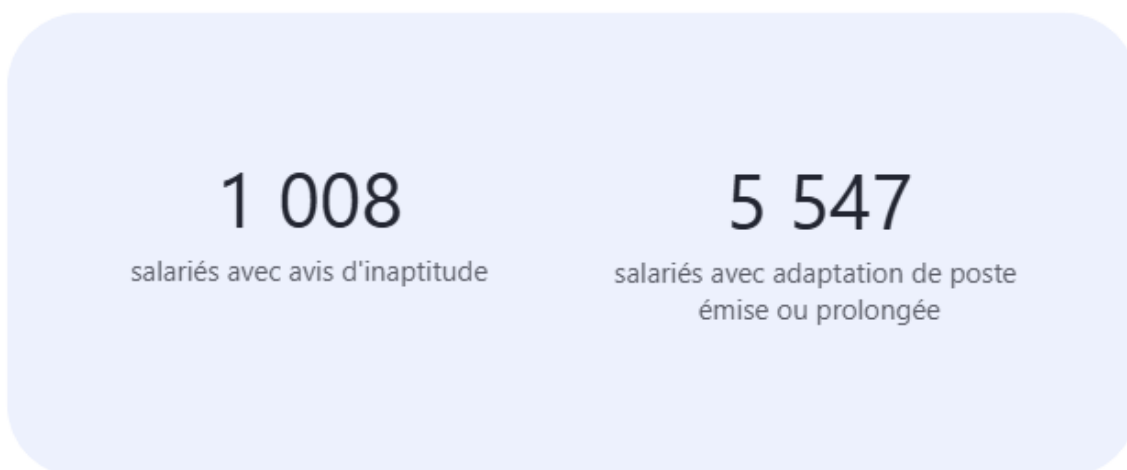 1 008
salariés avec avis d'inaptitude
5 547
salariés avec adaptation de poste
émise ou prolongée